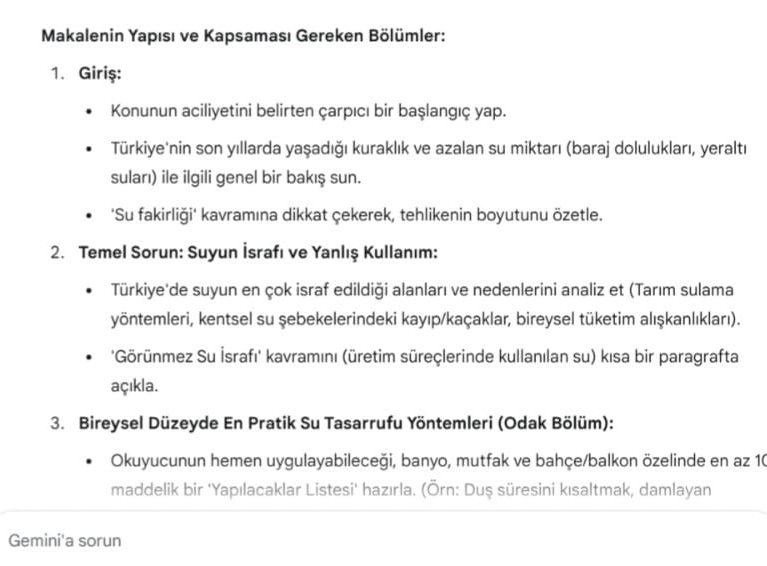 Makalenin Yapısı ve Kapsaması Gereken Bölümler:
1. Giriş:
• Konunun aciliyetini belirten çarpıcı bir başlangıç yap.
• Türkiye'nin son yıllarda yaşadığı kuraklık ve azalan su miktarı (baraj dolulukları, yeraltı
suları) ile ilgili genel bir bakış sun.
• 'Su fakirliği' kavramına dikkat çekerek, tehlikenin boyutunu özetle.
2. Temel Sorun: Suyun İsrafı ve Yanlış Kullanım:
• Türkiye'de suyun en çok israf edildiği alanları ve nedenlerini analiz et (Tarım sulama
yöntemleri, kentsel su şebekelerindeki kayıp/kaçaklar, bireysel tüketim alışkanlıkları).
• 'Görünmez Su İsrafı' kavramını (üretim süreçlerinde kullanılan su) kısa bir paragrafta
açıkla.
3. Bireysel Düzeyde En Pratik Su Tasarrufu Yöntemleri (Odak Bölüm):
• Okuyucunun hemen uygulayabileceği, banyo, mutfak ve bahçe/balkon özelinde en az 10
maddelik bir 'Yapılacaklar Listesi' hazırla. (Örn: Duş süresini kısaltmak, damlayan
Gemini'a sorun